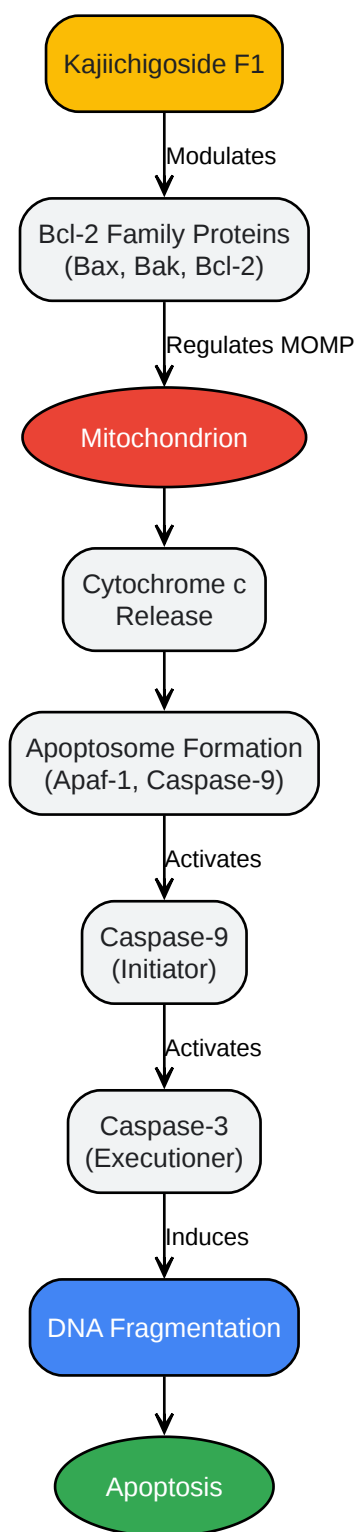 Kajiichigoside F1
Modulates
Bcl-2 Family Proteins
(Bax, Bak, Bcl-2)
Regulates MOMP
Mitochondrion
Cytochrome c
Release
Apoptosome Formation
(Apaf-1, Caspase-9)
Activates
Caspase-9
(Initiator)
Activates
Caspase-3
(Executioner)
Induces
DNA Fragmentation
Apoptosis